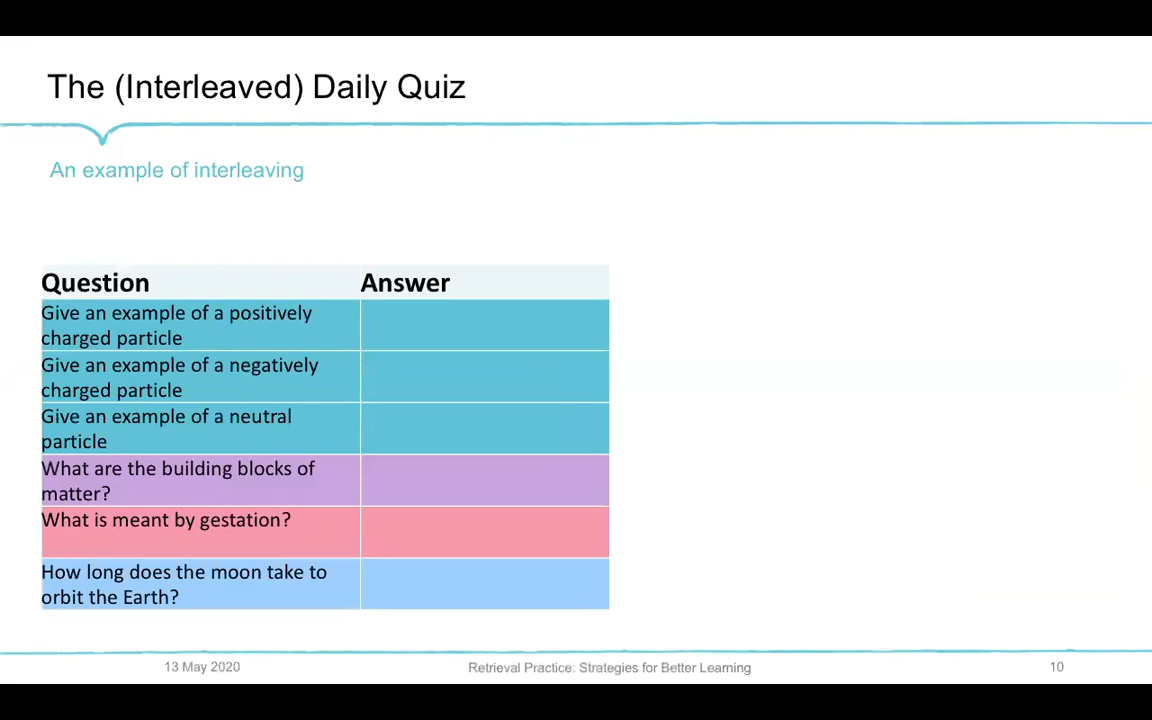 The (Interleaved) Daily Quiz
An example of interleaving
Question Answer
Give an example of a positively
charged particle
Give an example of a negatively
charged particle
Give an example of a neutral
particle
What are the building blocks of
matter?
What is meant by gestation?
How long does the moon take to
orbit the Earth?
13 May 2020 Retrieval Practice: Strategies for Better Learning 10